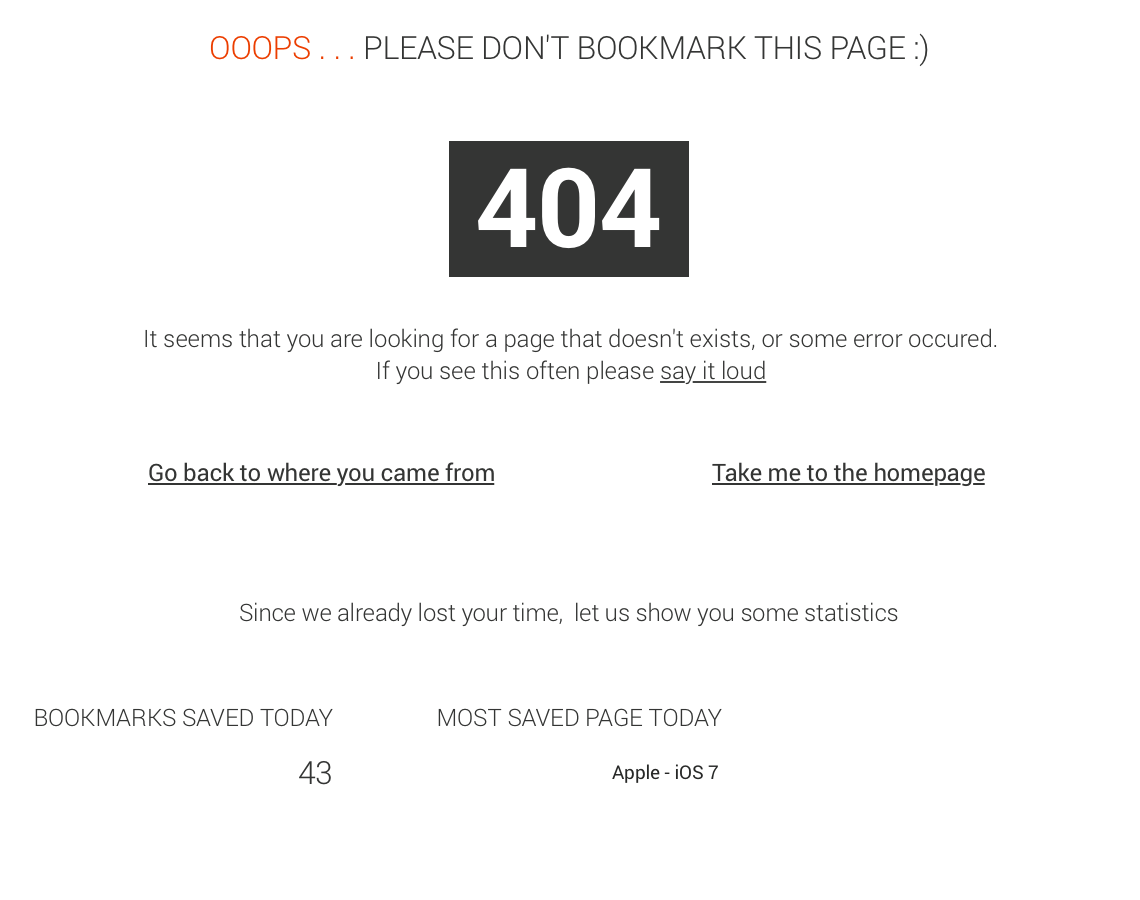 OOOPS . . . PLEASE DON'T BOOKMARK THIS PAGE :)
404
It seems that you are looking for a page that doesn't exists, or some error occured.
If you see this often please say it loud
Go back to where you came from
Take me to the homepage
Since we already lost your time, let us show you some statistics
BOOKMARKS SAVED TODAY
43
MOST SAVED PAGE TODAY
Apple - iOS 7